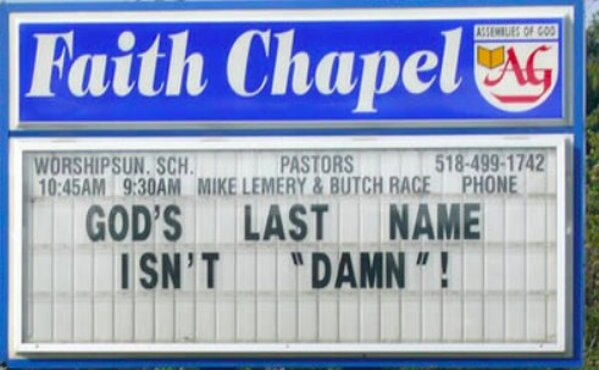 Faith Chapel
ASSEMBLIES OF GOD
AG
WORSHIP SUN. SCH. PASTORS 518-499-1742
10:45AM 9:30AM MIKE LEMERY & BUTCH RACE PHONE
GOD'S LAST NAME
ISN'T "DAMN"!